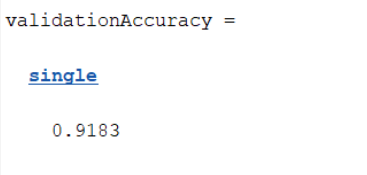 validationAccuracy =
single
0.9183